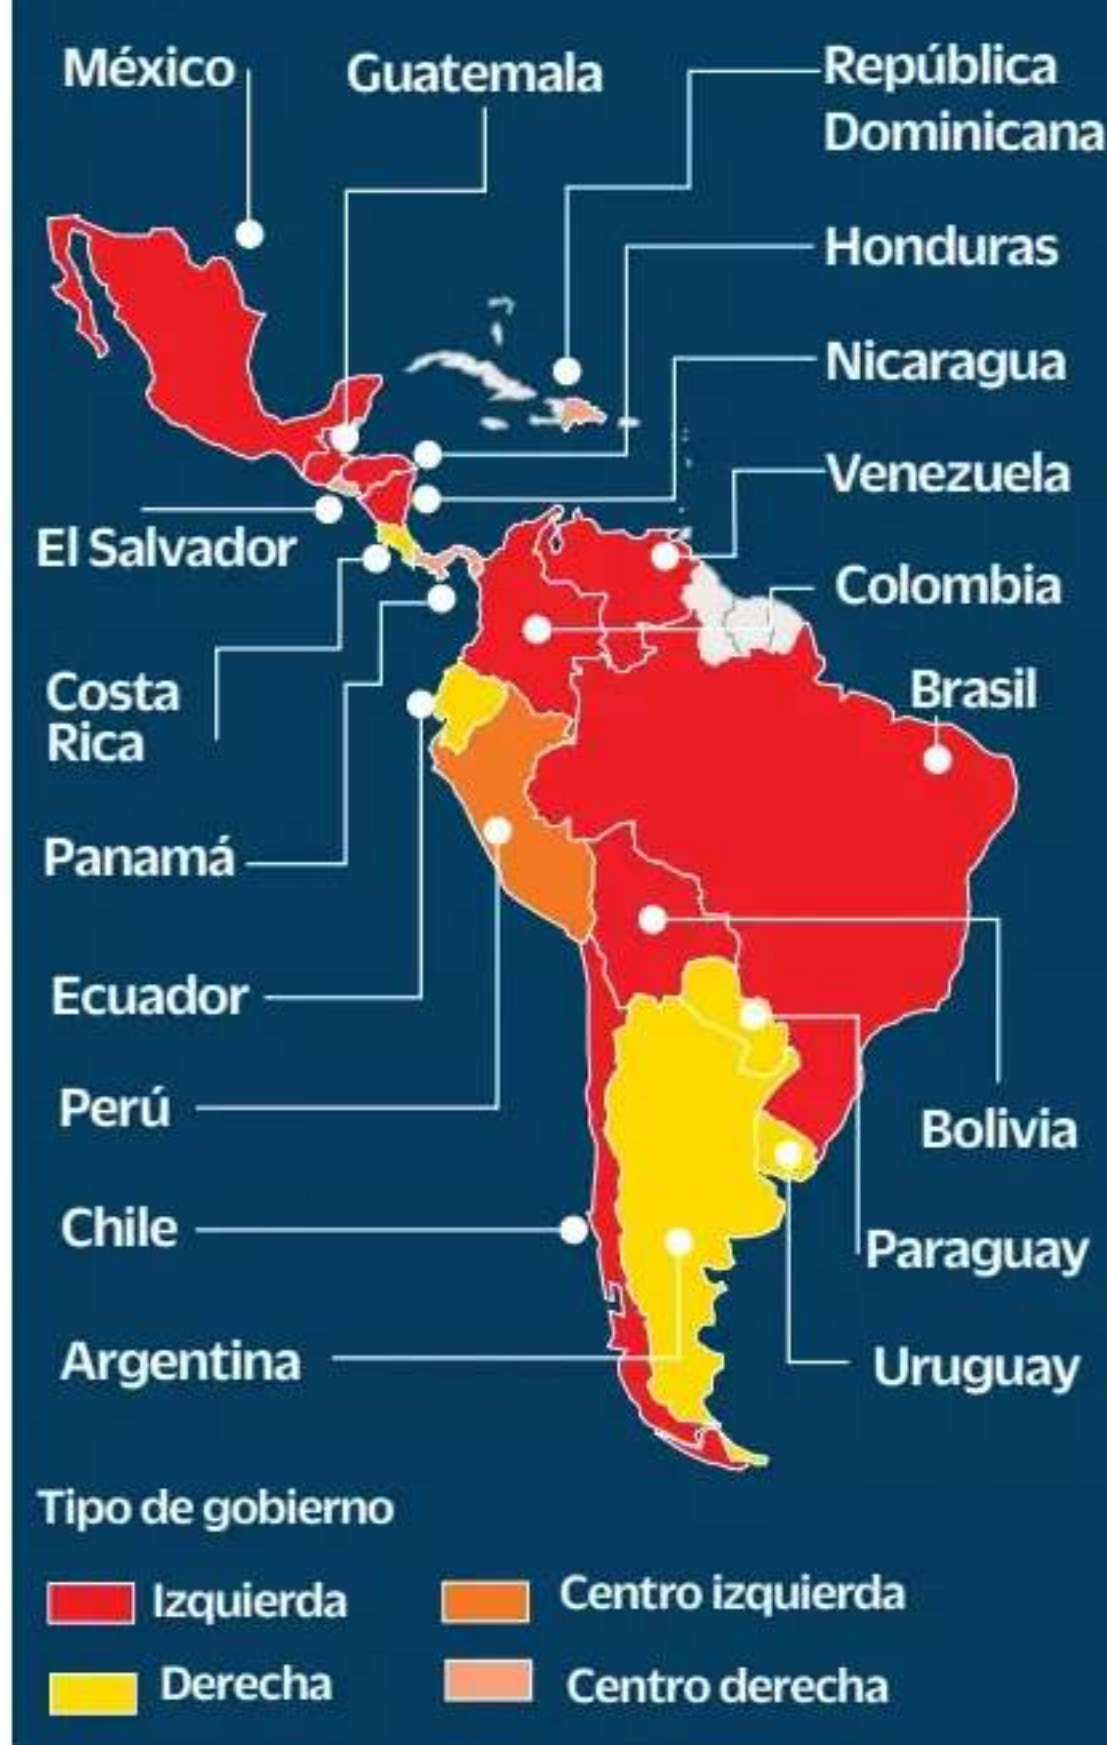 México
Guatemala
República
Dominicana
Honduras
Nicaragua
Venezuela
El Salvador
Colombia
Costa
Rica
Brasil
Panamá
Ecuador
Perú
Bolivia
Chile
Paraguay
Argentina
Uruguay
Tipo de gobierno
Izquierda
Centro izquierda
Derecha
Centro derecha